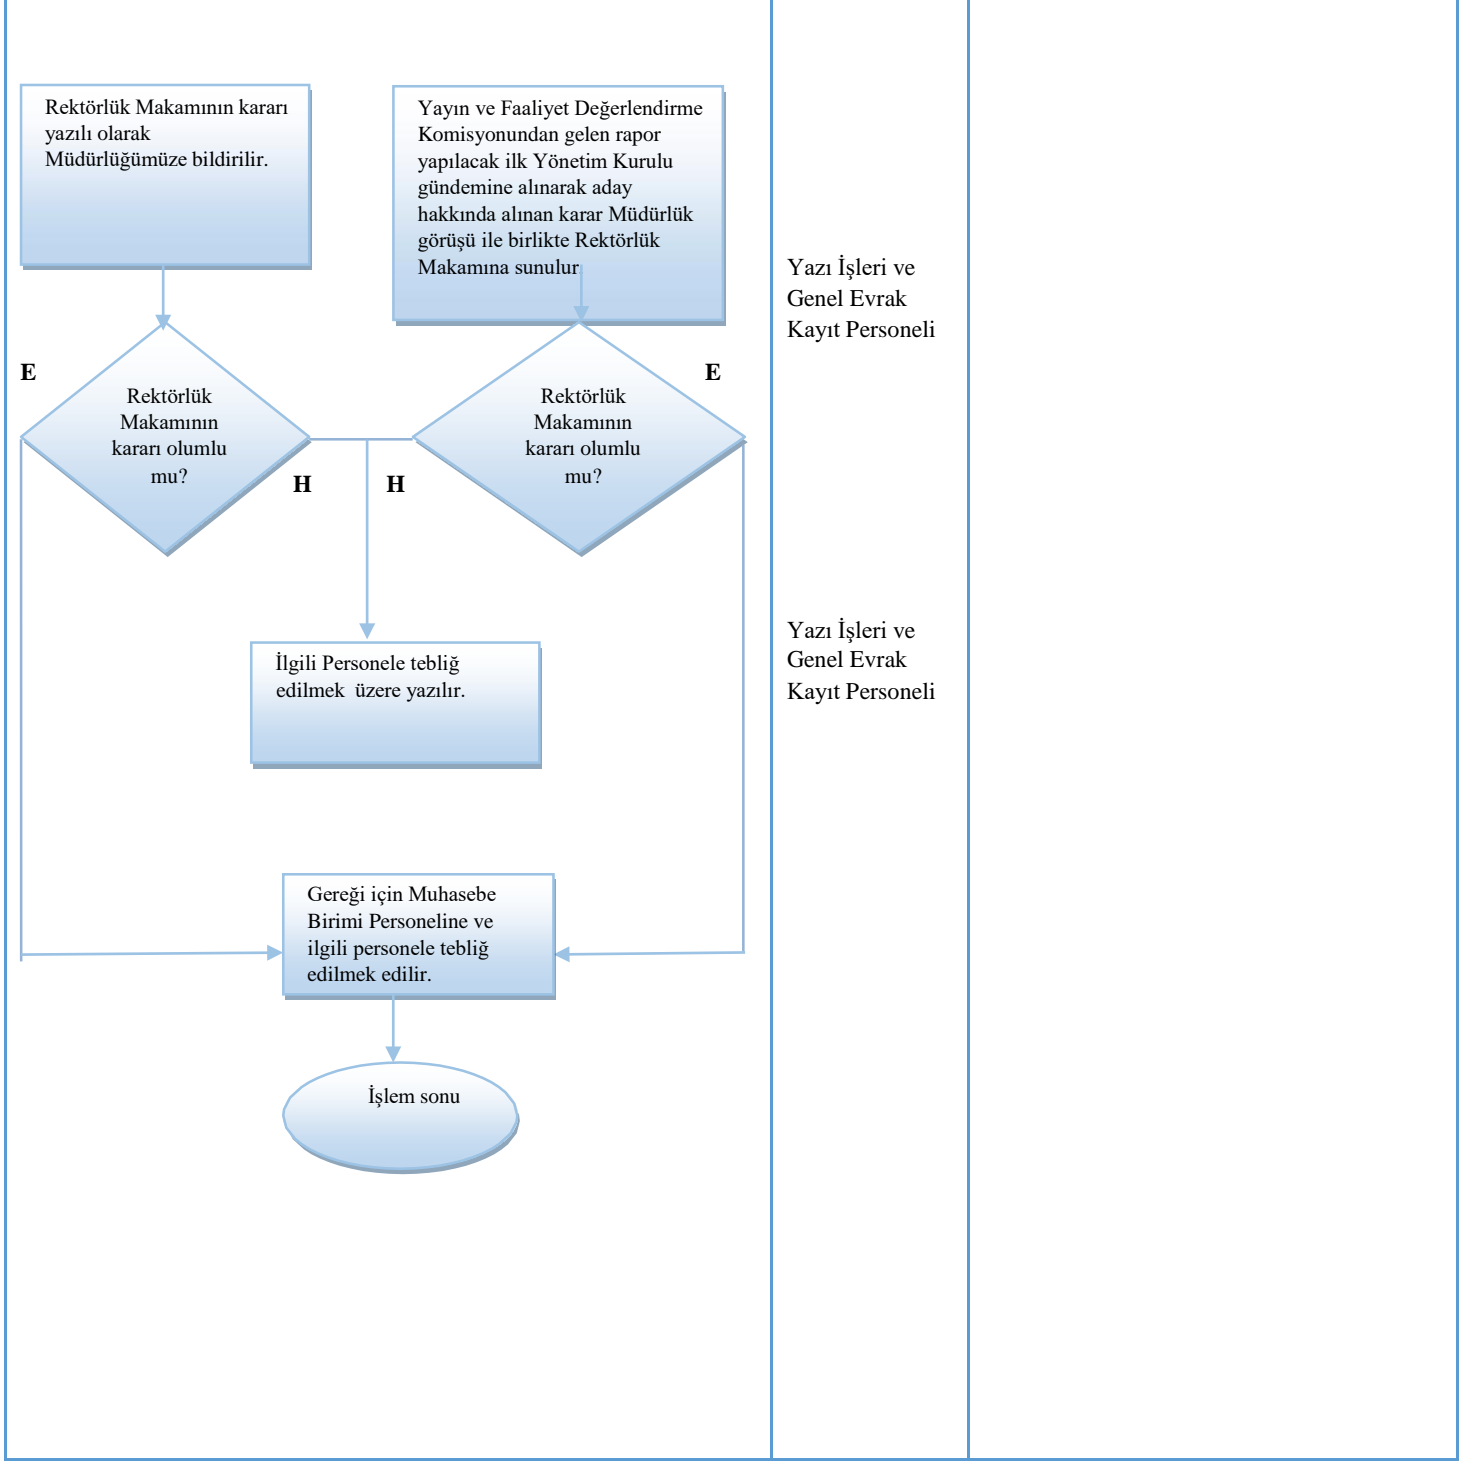 Rektörlük Makamının kararı
yazılı olarak
Müdürlüğümüze bildirilir.
Yayın ve Faaliyet Değerlendirme
Komisyonundan gelen rapor
yapılacak ilk Yönetim Kurulu
gündemine alınarak aday
hakkında alınan karar Müdürlük
görüşü ile birlikte Rektörlük
Makamına sunulur
Yazı İşleri ve
Genel Evrak
Kayıt Personeli
E
Rektörlük
Makamının
kararı olumlu
mu?
H
H
Rektörlük
Makamının
kararı olumlu
mu?
E
İlgili Personele tebliğ
edilmek  üzere yazılır.
Yazı İşleri ve
Genel Evrak
Kayıt Personeli
Gereği için Muhasebe
Birimi Personeline ve
ilgili personele tebliğ
edilmek edilir.
İşlem sonu